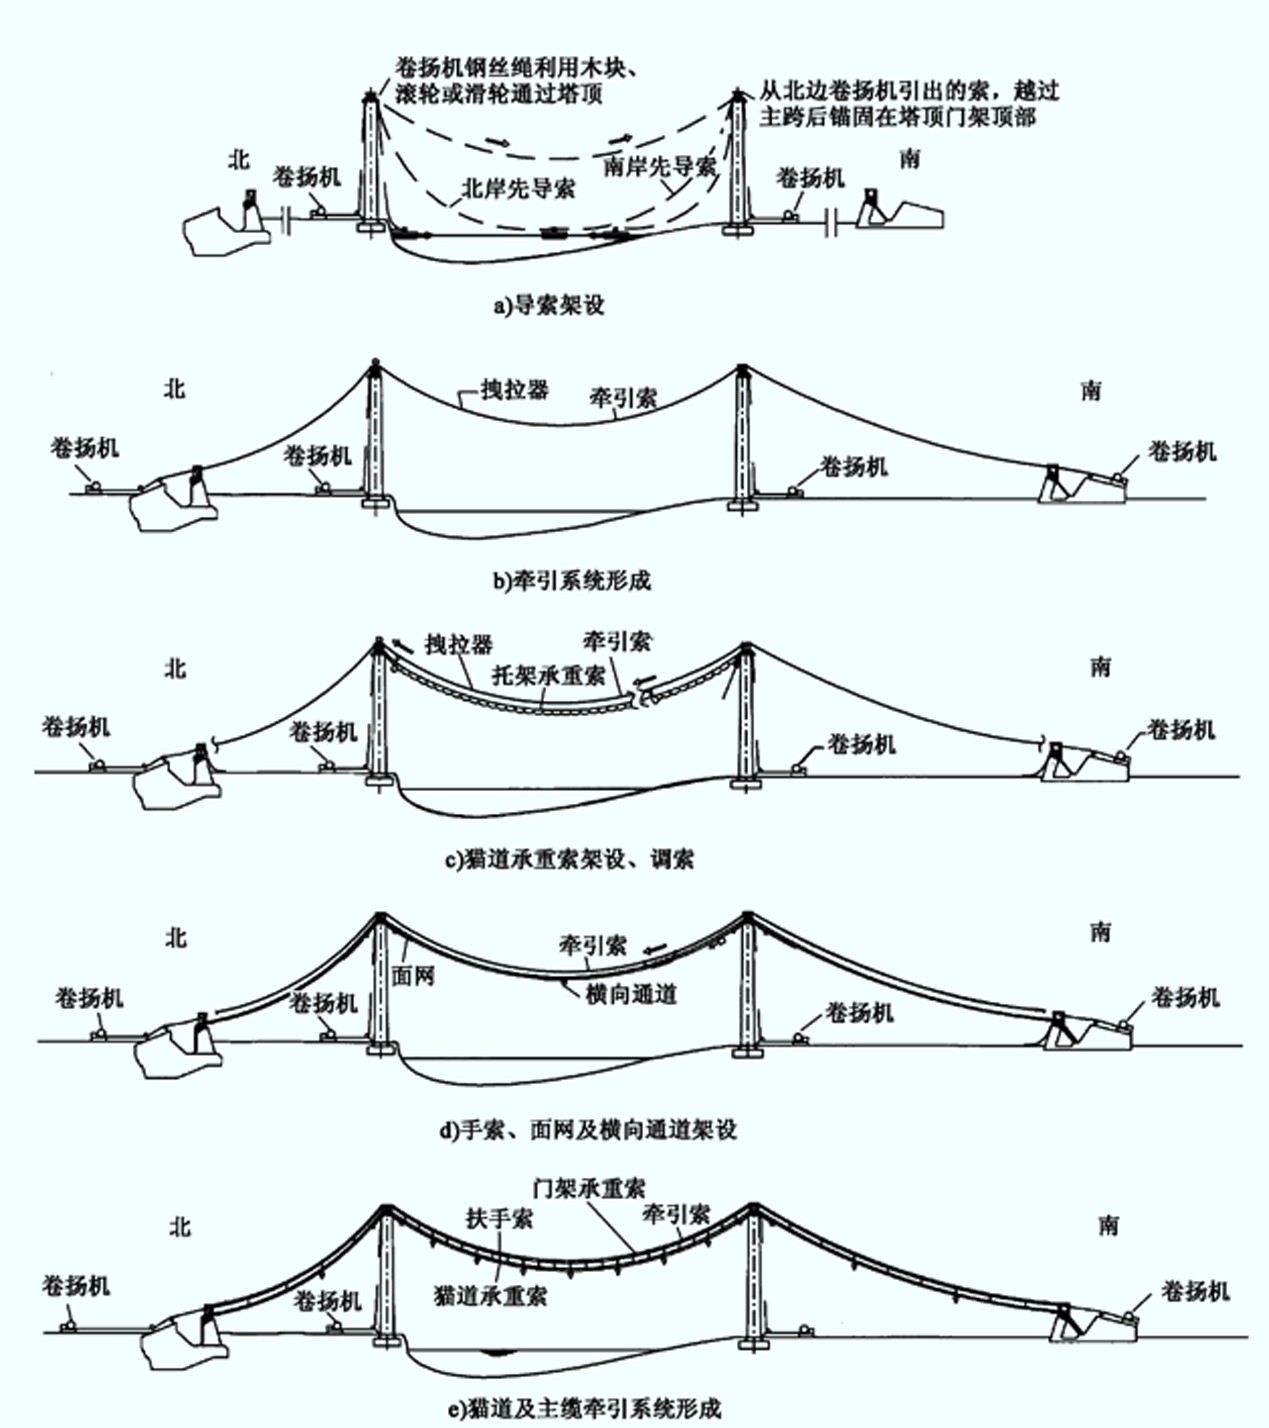 卷扬机钢丝绳利用木块、
滚轮或滑轮通过塔顶
从北边卷扬机引出的索，越过
主跨后锚固在塔顶门架顶部
北
卷扬机
北岸先导索
南岸先导索
卷扬机
南
a)导索架设
北
拽拉器
牵引索
南
卷扬机
卷扬机
卷扬机
卷扬机
b)牵引系统形成
北
拽拉器
牵引索
托架承重索
南
卷扬机
卷扬机
卷扬机
卷扬机
c)猫道承重索架设、调索
北
牵引索
南
面网
横向通道
卷扬机
卷扬机
卷扬机
卷扬机
d)手索、面网及横向通道架设
门架承重索
北
扶手索
牵引索
南
卷扬机
卷扬机
猫道承重索
卷扬机
e)猫道及主缆牵引系统形成